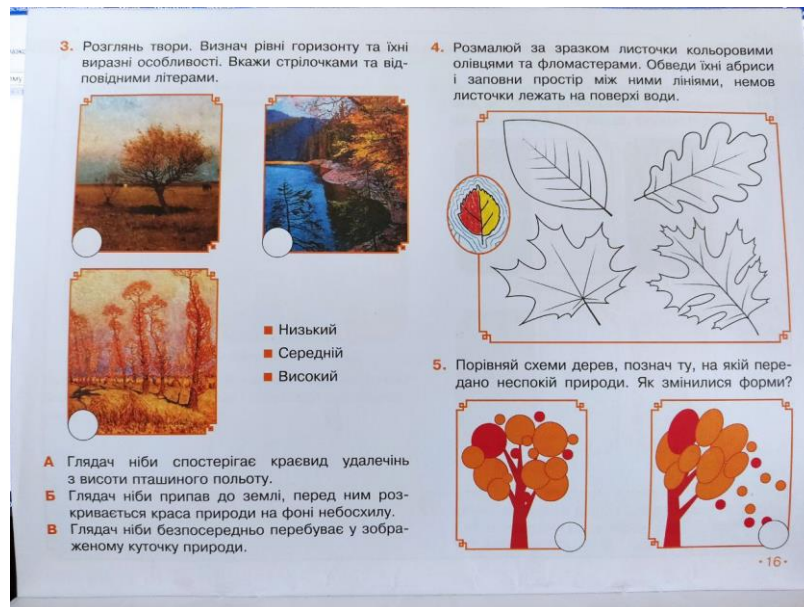 3. Розглянь твори. Визнач рівні горизонту та їхні
виразні особливості. Вкажи стрілочками та від-
повідними літерами.
Низький
Середній
Високий
А Глядач ніби спостерігає краєвид удалечінь
з висоти пташиного польоту.
Б Глядач ніби припав до землі, перед ним роз-
кривається краса природи на фоні небосхилу.
В Глядач ніби безпосередньо перебуває у зобра-
женому куточку природи.
4. Розмалюй за зразком листочки кольоровими
олівцями та фломастерами. Обведи їхні абриси
і заповни простір між ними лініями, немов
листочки лежать на поверхі води.
5. Порівняй схеми дерев, познач ту, на якій пере-
дано неспокій природи. Як змінилися форми?
•16•